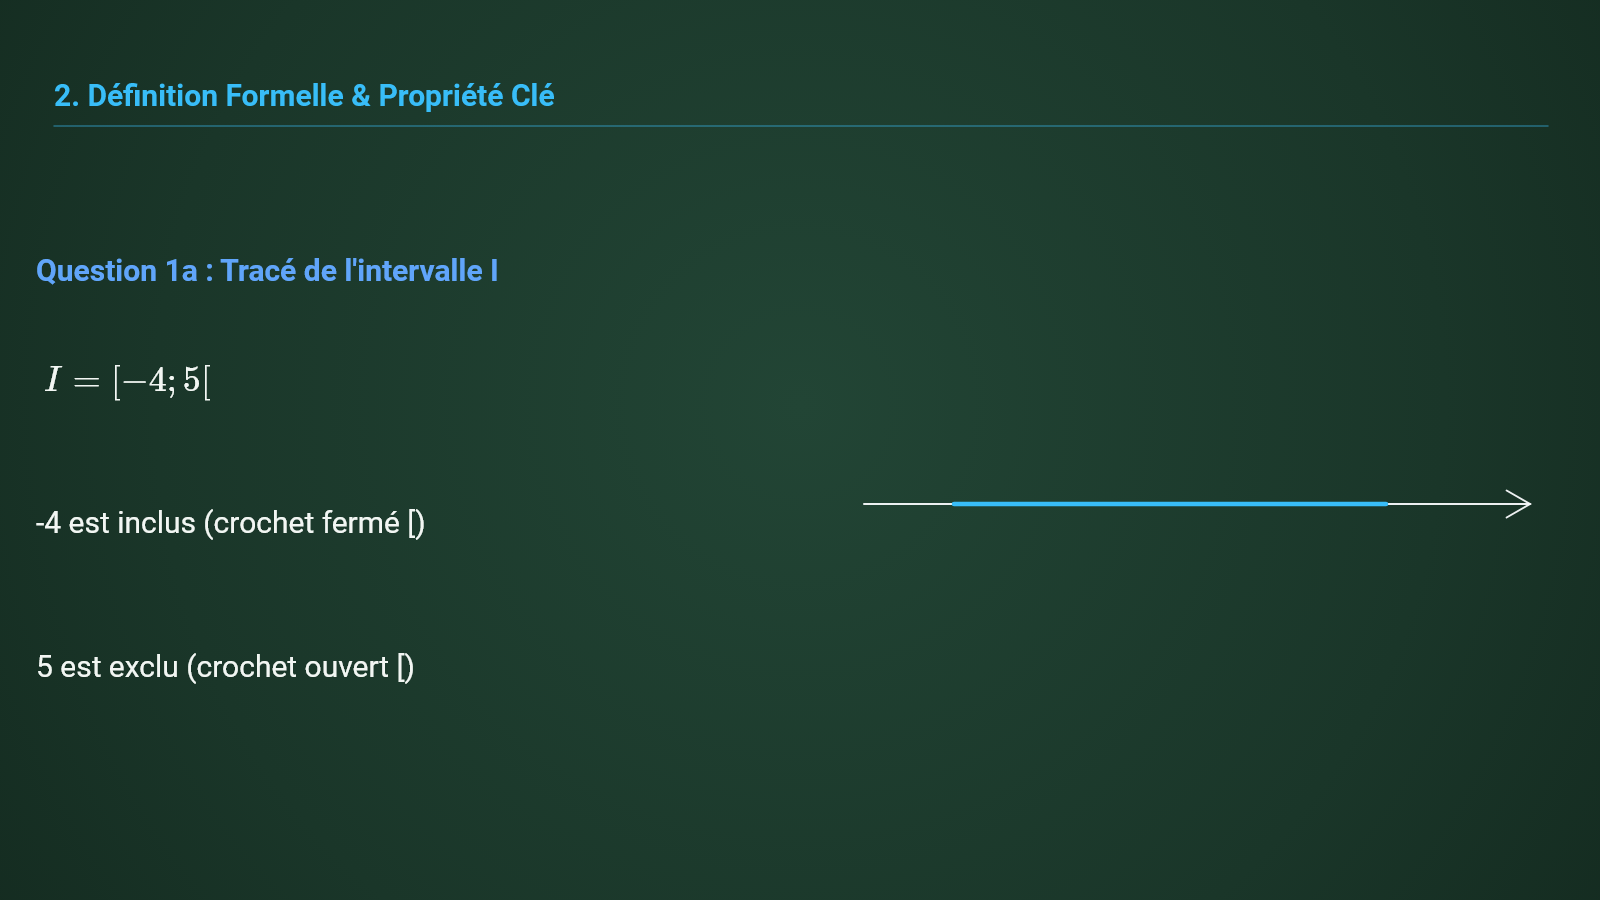 2. Définition Formelle & Propriété Clé
Question 1a : Tracé de l'intervalle I
I = [−4; 5[
-4 est inclus (crochet fermé [)
5 est exclu (crochet ouvert [)